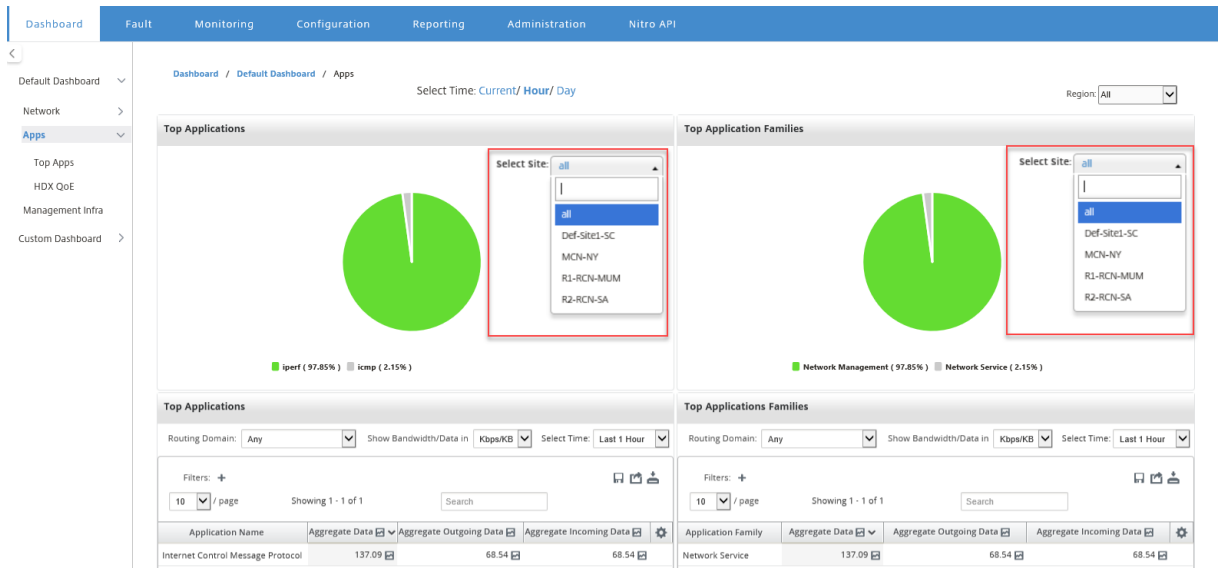 Dashboard Fault Monitoring Configuration Reporting Administration Nitro API
Default Dashboard
Network
Apps
Top Apps
HDX QoE
Management Infra
Custom Dashboard
Dashboard / Default Dashboard / Apps
Select Time: Current/ Hour/ Day
Region: All
Top Applications
Select Site: all
all
Def-Site1-SC
MCN-NY
R1-RCN-MUM
R2-RCN-SA
iperf ( 97.85% ) icmp ( 2.15% )
Top Application Families
Select Site: all
all
Def-Site1-SC
MCN-NY
R1-RCN-MUM
R2-RCN-SA
Network Management ( 97.85% ) Network Service ( 2.15% )
Top Applications
Routing Domain: Any Show Bandwidth/Data in Kbps/KB Select Time: Last 1 Hour
Filters: +
10 / page Showing 1 - 1 of 1 Search
Application Name Aggregate Data Aggregate Outgoing Data Aggregate Incoming Data
Internet Control Message Protocol 137.09 68.54 68.54
Top Applications Families
Routing Domain: Any Show Bandwidth/Data in Kbps/KB Select Time: Last 1 Hour
Filters: +
10 / page Showing 1 - 1 of 1 Search
Application Family Aggregate Data Aggregate Outgoing Data Aggregate Incoming Data
Network Service 137.09 68.54 68.54